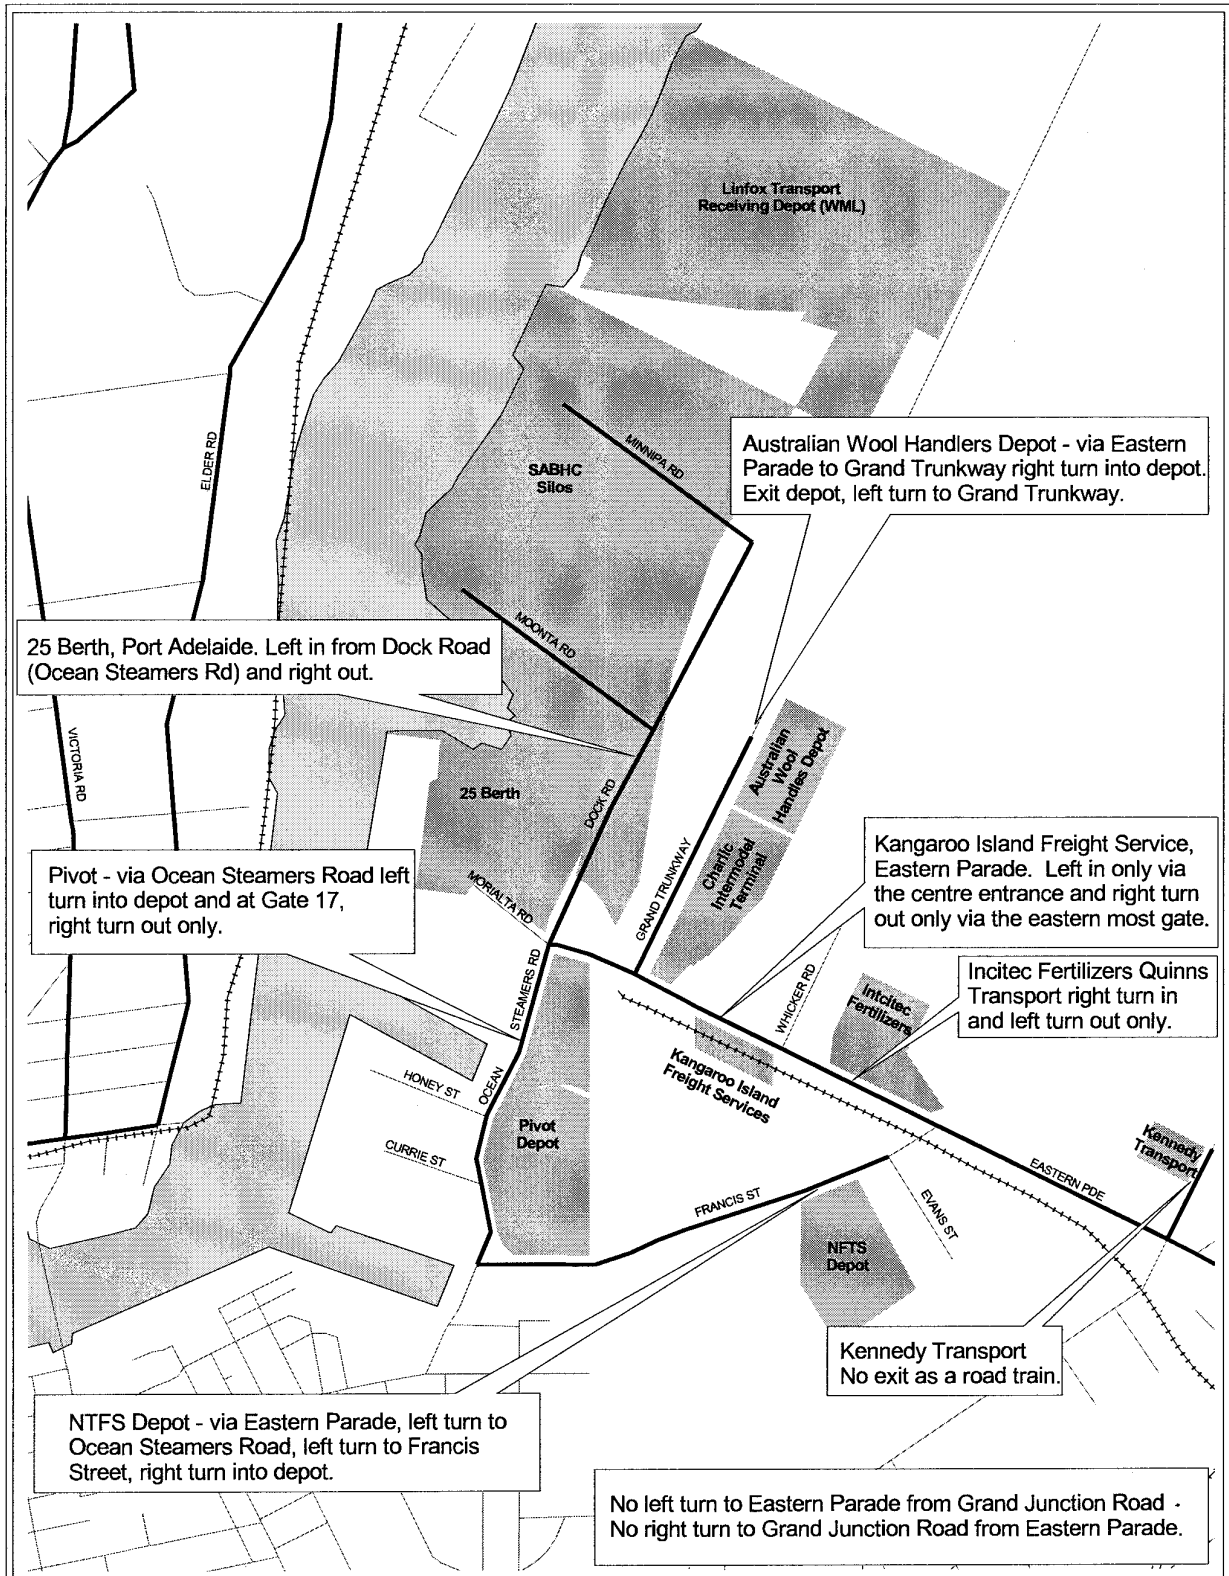 Linfox Transport
Receiving Depot (WML)
ELDER RD
MINNIPA RD
SABHC
Silos
Australian Wool Handlers Depot - via Eastern
Parade to Grand Trunkway right turn into depot.
Exit depot, left turn to Grand Trunkway.
MOONTA RD
25 Berth, Port Adelaide. Left in from Dock Road
(Ocean Steamers Rd) and right out.
VICTORIA RD
Australian
Wool
Handles Depot
25 Berth
DOCK RD
Charlic
Intermodel
Terminal
GRAND TRUNKWAY
Kangaroo Island Freight Service,
Eastern Parade. Left in only via
the centre entrance and right turn
out only via the eastern most gate.
Pivot - via Ocean Steamers Road left
turn into depot and at Gate 17,
right turn out only.
MORIALTA RD
STEAMERS RD
OCEAN
WHICKER RD
Incitec Fertilizers Quinns
Transport right turn in
and left turn out only.
Intcitec
Fertilizers
Kangaroo Island
Freight Services
HONEY ST
CURRIE ST
Pivot
Depot
Kennedy
Transport
EASTERN PDE
FRANCIS ST
EVANS ST
NFTS
Depot
Kennedy Transport
No exit as a road train.
NTFS Depot - via Eastern Parade, left turn to
Ocean Steamers Road, left turn to Francis
Street, right turn into depot.
No left turn to Eastern Parade from Grand Junction Road -
No right turn to Grand Junction Road from Eastern Parade.